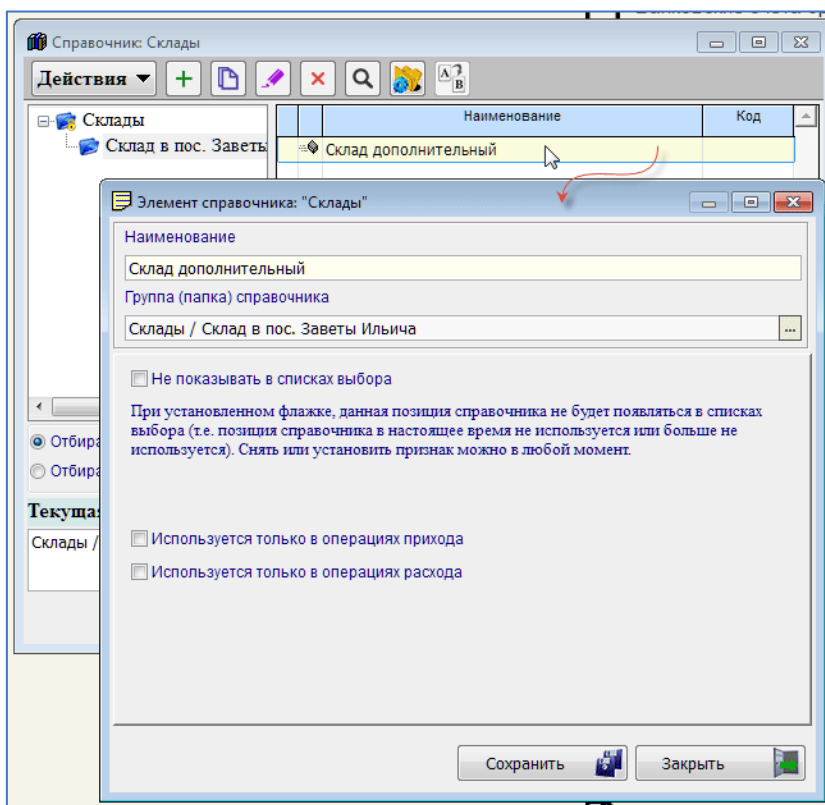 Справочник: Склады
Действия
Склады
Склад в пос. Заветы
Наименование
Код
Склад дополнительный
Элемент справочника: "Склады"
Наименование
Склад дополнительный
Группа (папка) справочника
Склады / Склад в пос. Заветы Ильича
...
Не показывать в списках выбора
При установленном флажке, данная позиция справочника не будет появляться в списках
выбора (т.е. позиция справочника в настоящее время не используется или больше не
используется). Снять или установить признак можно в любой момент.
Отбира
Отбира
Текуща
Склады /
Используется только в операциях прихода
Используется только в операциях расхода
Сохранить
Закрыть